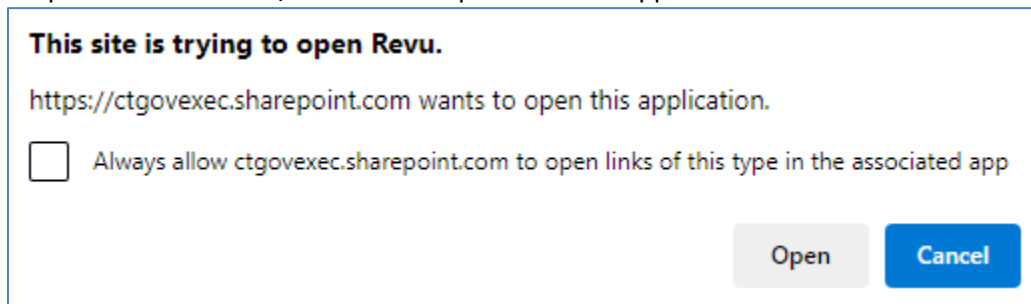 This site is trying to open Revu.
https://ctgovexec.sharepoint.com wants to open this application.
Always allow ctgovexec.sharepoint.com to open links of this type in the associated app
Open Cancel